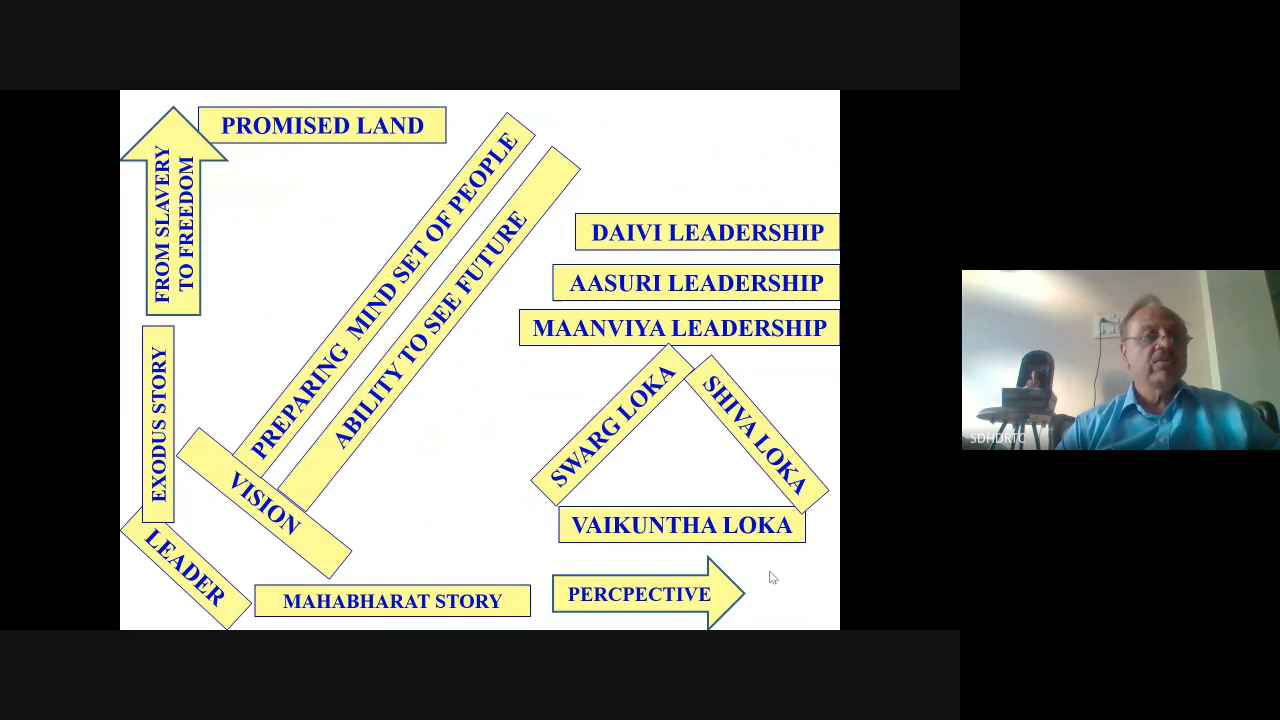 PROMISED LAND
FROM SLAVERY
TO FREEDOM
PREPARING MIND SET OF PEOPLE
ABILITY TO SEE FUTURE
DAIVI LEADERSHIP
AASURI LEADERSHIP
MAANVIYA LEADERSHIP
EXODUS STORY
SWARG LOKA
SHIVA LOKA
VISION
VAIKUNTHA LOKA
LEADER
MAHABHARAT STORY
PERCPECTIVE
SDHDRTC